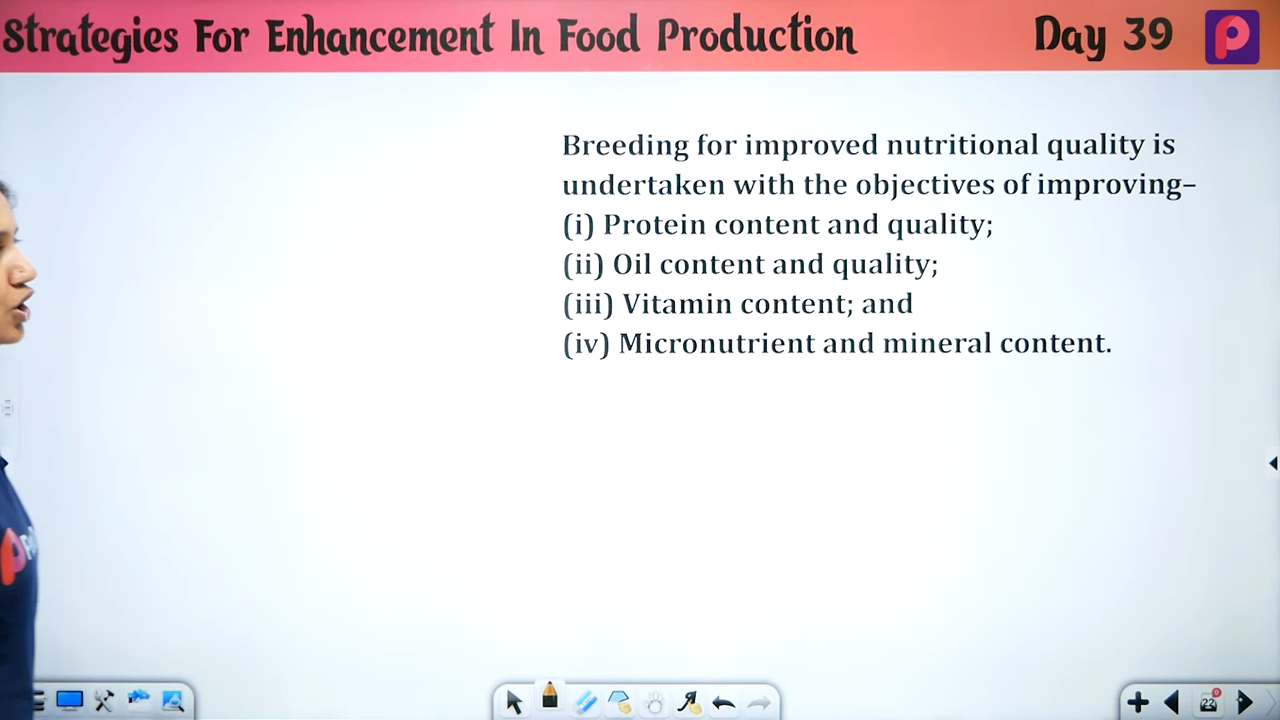 Strategies For Enhancement In Food Production
Day 39
Breeding for improved nutritional quality is
undertaken with the objectives of improving–
(i) Protein content and quality;
(ii) Oil content and quality;
(iii) Vitamin content; and
(iv) Micronutrient and mineral content.
22